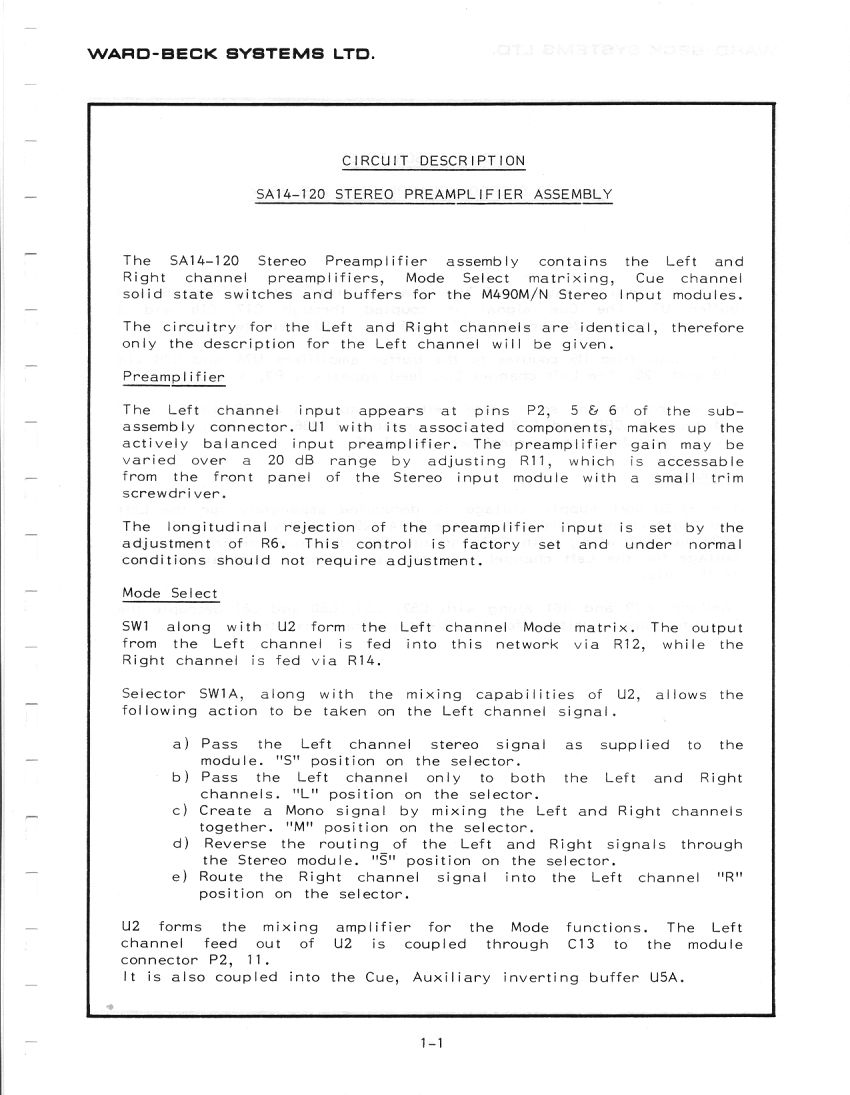 WARD-BECK SYSTEMS LTD.
CIRCUIT DESCRIPTION
SA14-120 STEREO PREAMPLIFIER ASSEMBLY
The SA14-120 Stereo Preamplifier assembly contains the Left and
Right channel preamplifiers, Mode Select matrixing, Cue channel
solid state switches and buffers for the M490M/N Stereo Input modules.
The circuitry for the Left and Right channels are identical, therefore
only the description for the Left channel will be given.
Preamplifier
The Left channel input appears at pins P2, 5 & 6 of the sub-
assembly connector. U1 with its associated components, makes up the
actively balanced input preamplifier. The preamplifier gain may be
varied over a 20 dB range by adjusting R11, which is accessable
from the front panel of the Stereo input module with a small trim
screwdriver.
The longitudinal rejection of the preamplifier input is set by the
adjustment of R6. This control is factory set and under normal
conditions should not require adjustment.
Mode Select
SW1 along with U2 form the Left channel Mode matrix. The output
from the Left channel is fed into this network via R12, while the
Right channel is fed via R14.
Selector SW1A, along with the mixing capabilities of U2, allows the
following action to be taken on the Left channel signal.
a) Pass the Left channel stereo signal as supplied to the
module. "S" position on the selector.
b) Pass the Left channel only to both the Left and Right
channels. "L" position on the selector.
c) Create a Mono signal by mixing the Left and Right channels
together. "M" position on the selector.
d) Reverse the routing of the Left and Right signals through
the Stereo module. "S̄" position on the selector.
e) Route the Right channel signal into the Left channel "R"
position on the selector.
U2 forms the mixing amplifier for the Mode functions. The Left
channel feed out of U2 is coupled through C13 to the module
connector P2, 11.
It is also coupled into the Cue, Auxiliary inverting buffer U5A.
1-1